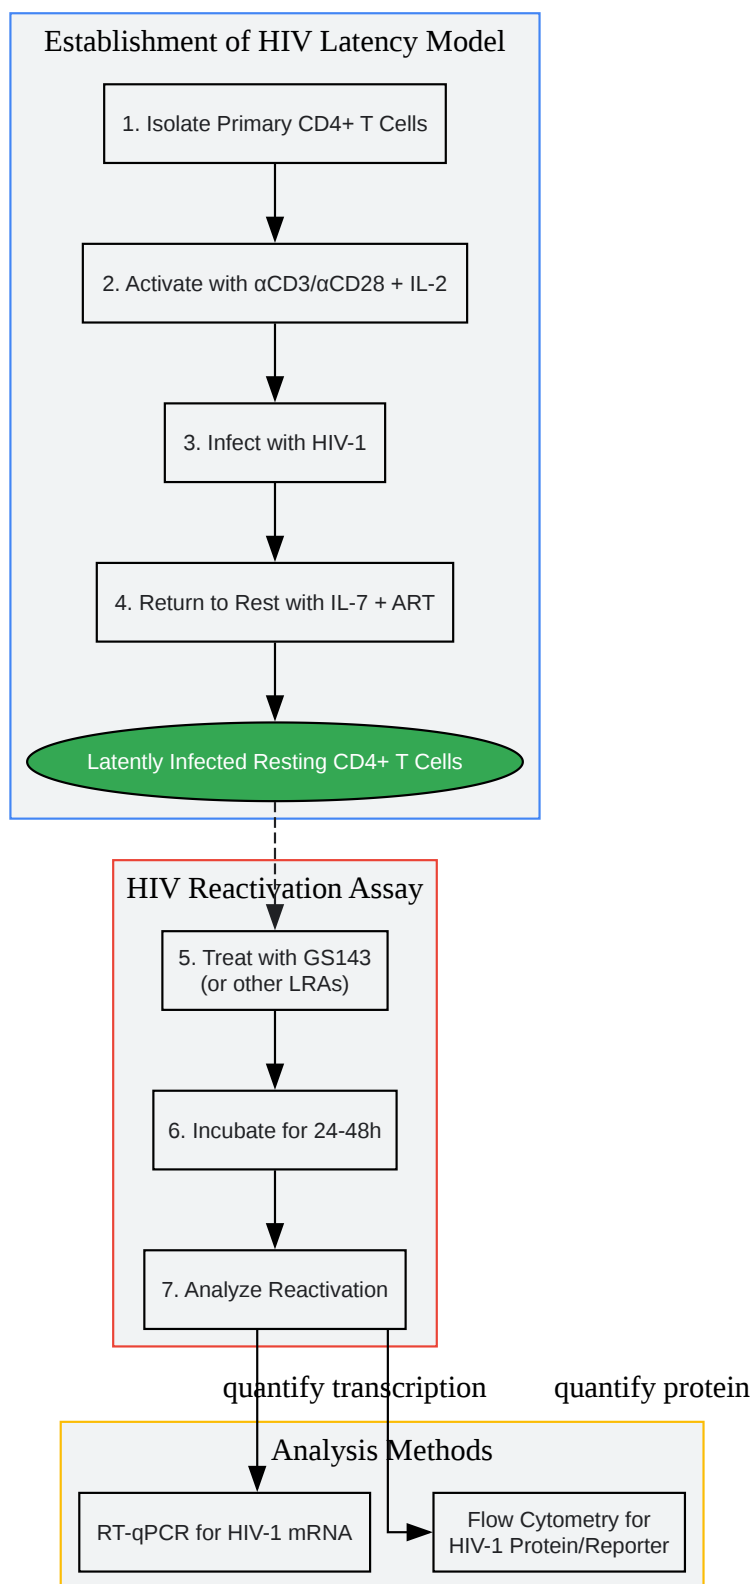 Establishment of HIV Latency Model
1. Isolate Primary CD4+ T Cells
2. Activate with αCD3/αCD28 + IL-2
3. Infect with HIV-1
4. Return to Rest with IL-7 + ART
Latently Infected Resting CD4+ T Cells
HIV Reactivation Assay
5. Treat with GS143
(or other LRAs)
6. Incubate for 24-48h
7. Analyze Reactivation
quantify transcription
quantify protein
Analysis Methods
RT-qPCR for HIV-1 mRNA
Flow Cytometry for
HIV-1 Protein/Reporter